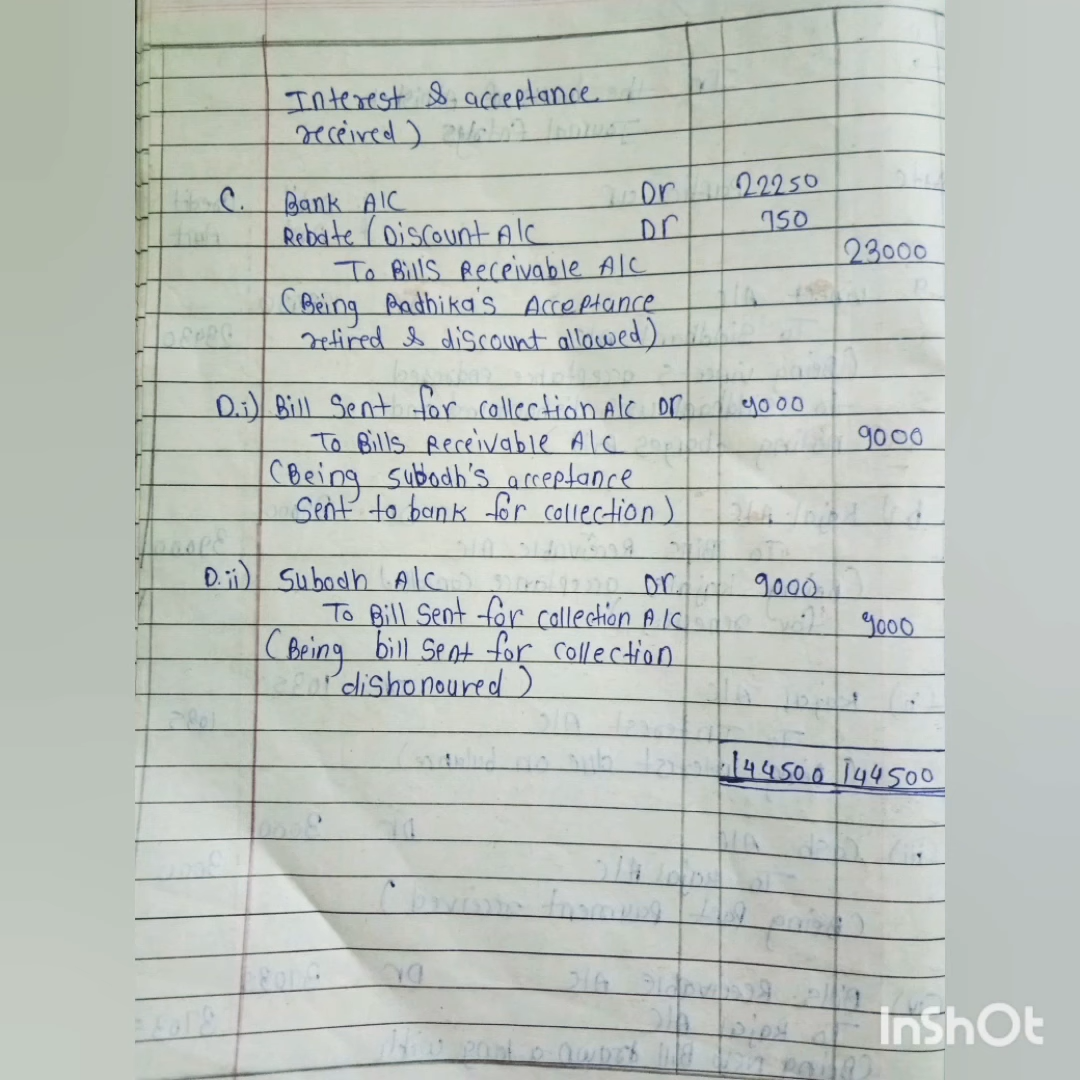 Interest & acceptance
received)
C. Bank A/C Dr 22250
Rebate / Discount A/C Dr 750
To Bills Receivable A/C 23000
(Being Radhika's Acceptance
retired & discount allowed)
D.i) Bill Sent for collection A/C Dr 9000
To Bills Receivable A/C 9000
(Being Subodh's acceptance
Sent to bank for collection)
D.ii) Subodh A/C Dr 9000
To Bill Sent for collection A/C 9000
(Being bill Sent for collection
dishonoured)
144500 144500
InShOt